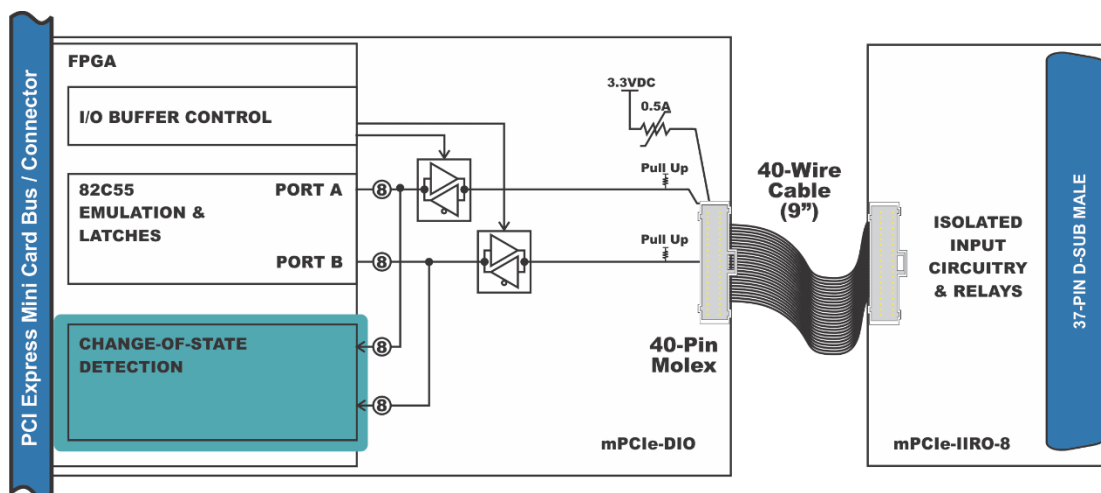 PCI Express Mini Card Bus / Connector
FPGA
I/O BUFFER CONTROL
82C55
EMULATION &
LATCHES
PORT A
PORT B
8
8
CHANGE-OF-STATE
DETECTION
8
8
3.3VDC
0.5A
Pull Up
Pull Up
40-Wire
Cable
(9”)
40-Pin
Molex
mPCIe-DIO
ISOLATED
INPUT
CIRCUITRY
& RELAYS
mPCIe-IIRO-8
37-PIN D-SUB MALE